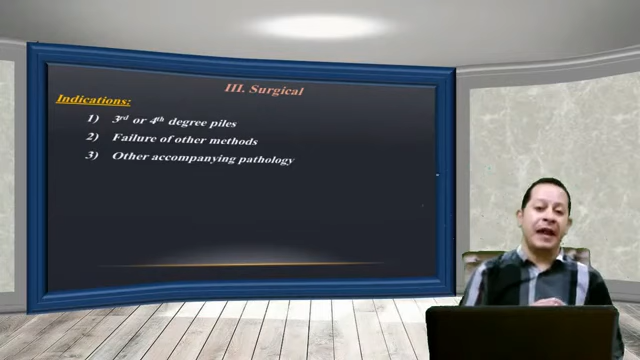 III. Surgical
Indications:
1) 3rd or 4th degree piles
2) Failure of other methods
3) Other accompanying pathology